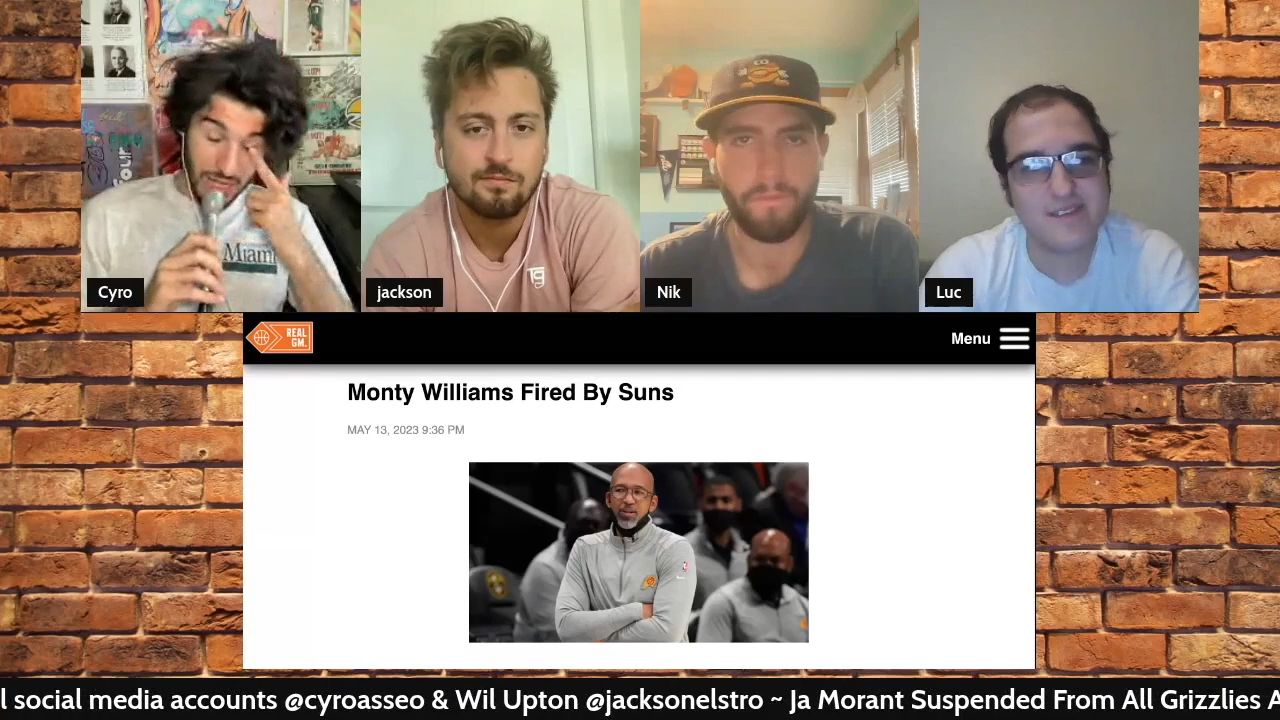 Miami
Cyro
jackson
Nik
Luc
REAL GM.
Menu
Monty Williams Fired By Suns
MAY 13, 2023 9:36 PM
l social media accounts @cyroasseo & Wil Upton @jacksonelstro ~ Ja Morant Suspended From All Grizzlies A